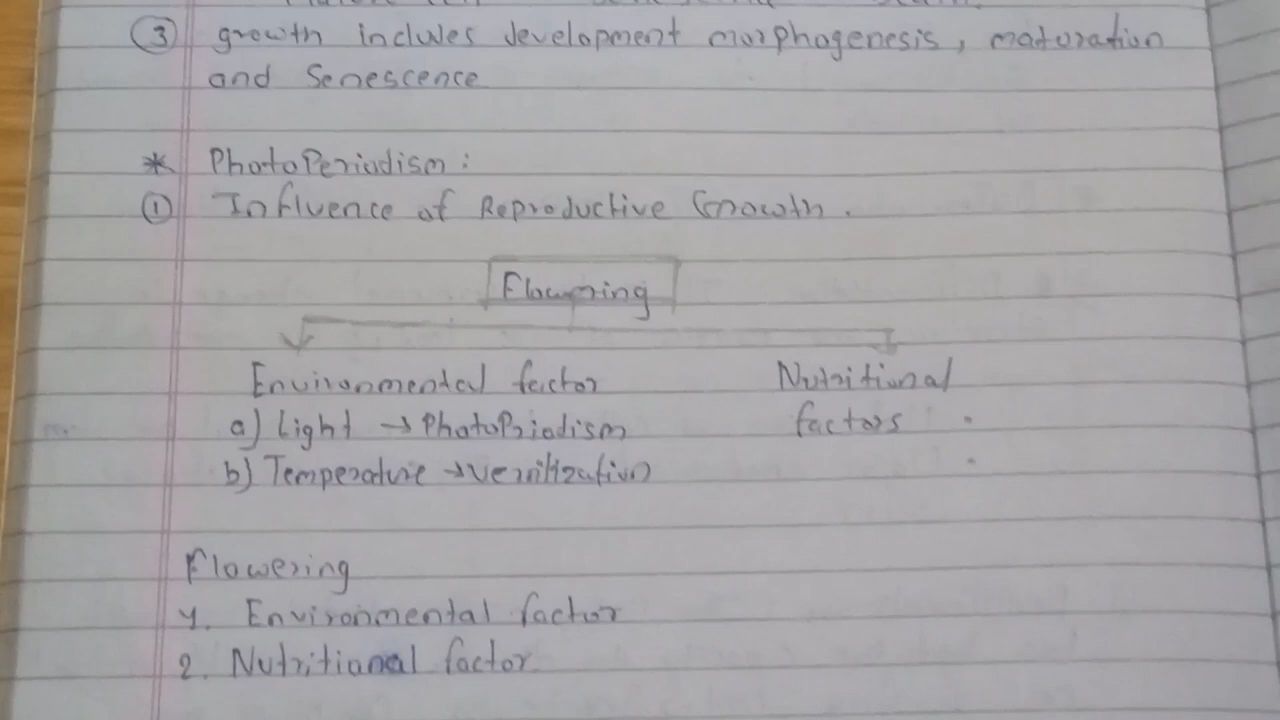 ③ growth includes development morphogenesis, maturation
and Senescence
* PhotoPeriodism:
① Influence of Reproductive Growth.
Flowering
Environmental factor
Nutritional
a) Light → PhotoPriodism
factors
b) Temperature → vernilization
Flowering
1. Environmental factor
2. Nutritional factor